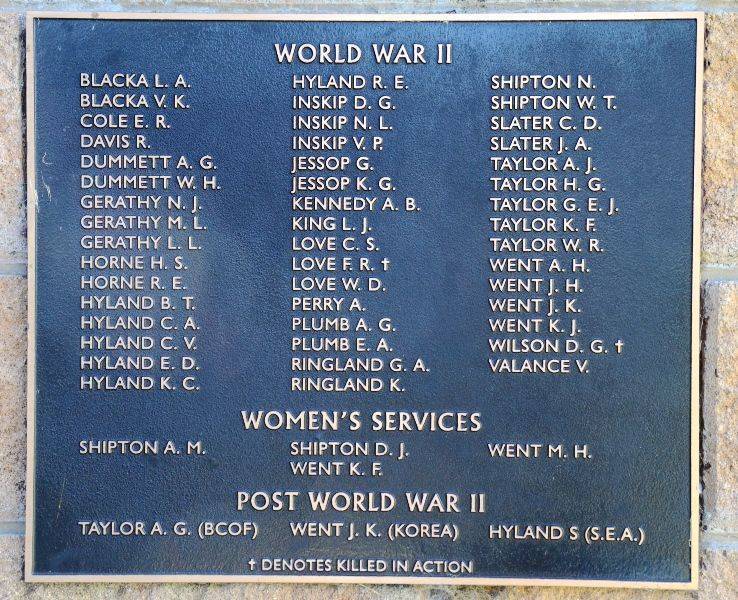 WORLD WAR II
BLACKA L. A.
BLACKA V. K.
COLE E. R.
DAVIS R.
DUMMETT A. G.
DUMMETT W. H.
GERATHY N. J.
GERATHY M. L.
GERATHY L. L.
HORNE H. S.
HORNE R. E.
HYLAND B. T.
HYLAND C. A.
HYLAND C. V.
HYLAND E. D.
HYLAND K. C.
HYLAND R. E.
INSKIP D. G.
INSKIP N. L.
INSKIP V. P.
JESSOP G.
JESSOP K. G.
KENNEDY A. B.
KING L. J.
LOVE C. S.
LOVE F. R. †
LOVE W. D.
PERRY A.
PLUMB A. G.
PLUMB E. A.
RINGLAND G. A.
RINGLAND K.
SHIPTON N.
SHIPTON W. T.
SLATER C. D.
SLATER J. A.
TAYLOR A. J.
TAYLOR H. G.
TAYLOR G. E. J.
TAYLOR K. F.
TAYLOR W. R.
WENT A. H.
WENT J. H.
WENT J. K.
WENT K. J.
WILSON D. G. †
VALANCE V.
WOMEN'S SERVICES
SHIPTON A. M.
SHIPTON D. J.
WENT K. F.
WENT M. H.
POST WORLD WAR II
TAYLOR A. G. (BCOF)
WENT J. K. (KOREA)
HYLAND S (S.E.A.)
† DENOTES KILLED IN ACTION